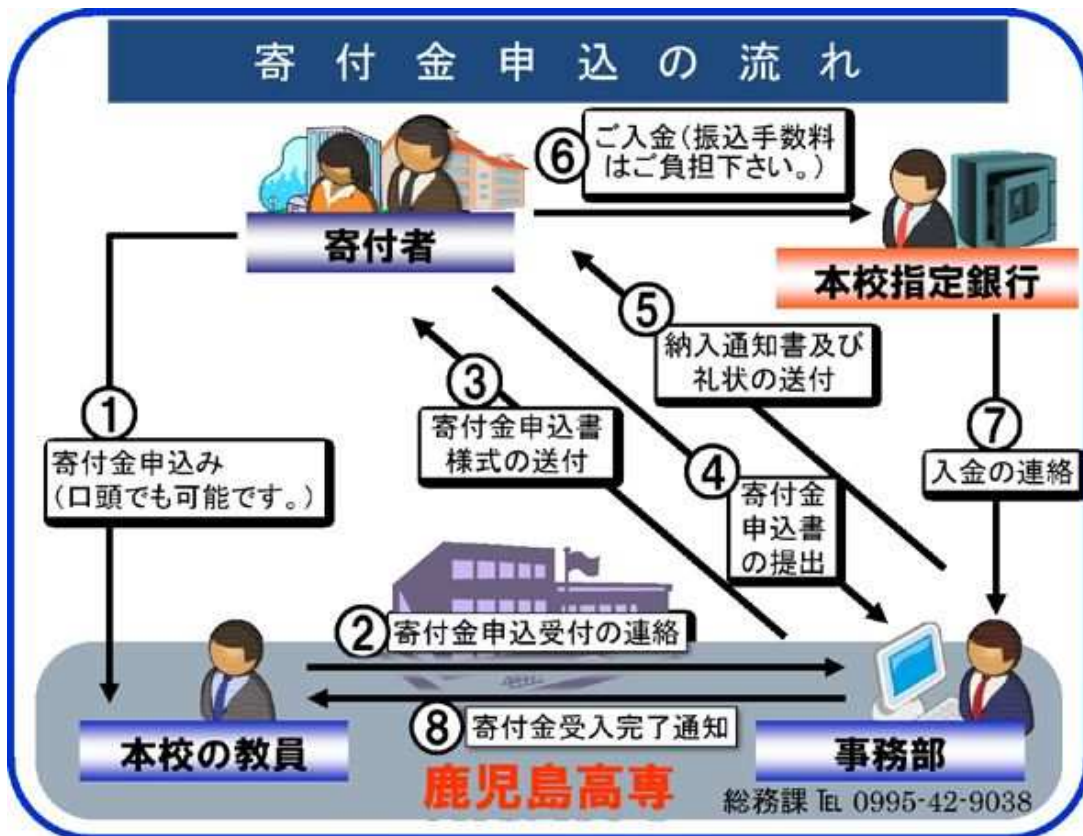 寄付金申込の流れ
⑥
ご入金(振込手数料
はご負担下さい。)
寄付者
本校指定銀行
⑤
納入通知書及び
礼状の送付
③
寄付金申込書
様式の送付
①
寄付金申込み
(口頭でも可能です。)
④
寄付金
申込書
の提出
⑦
入金の連絡
②
寄付金申込受付の連絡
⑧
寄付金受入完了通知
本校の教員
事務部
鹿児島高専
総務課 ℡ 0995-42-9038